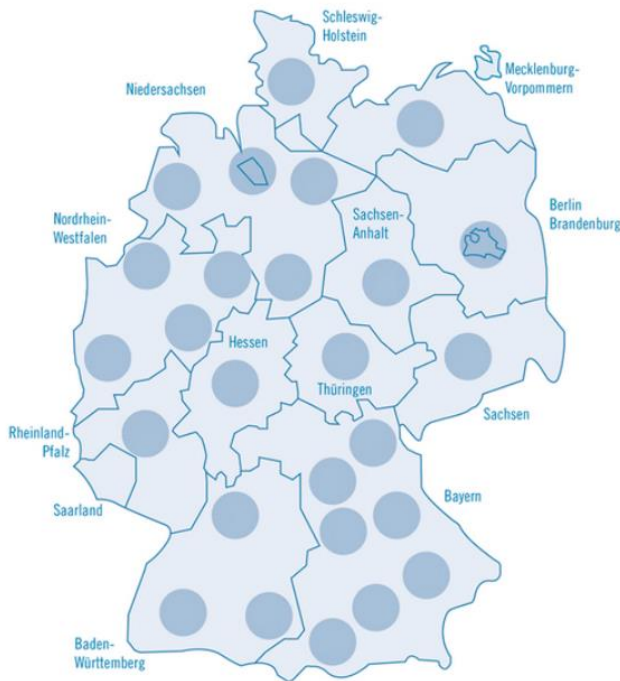 Schleswig-
Holstein
Mecklenburg-
Vorpommern
Niedersachsen
Nordrhein-
Westfalen
Sachsen-
Anhalt
Berlin
Brandenburg
Hessen
Thüringen
Sachsen
Rheinland-
Pfalz
Saarland
Bayern
Baden-
Württemberg